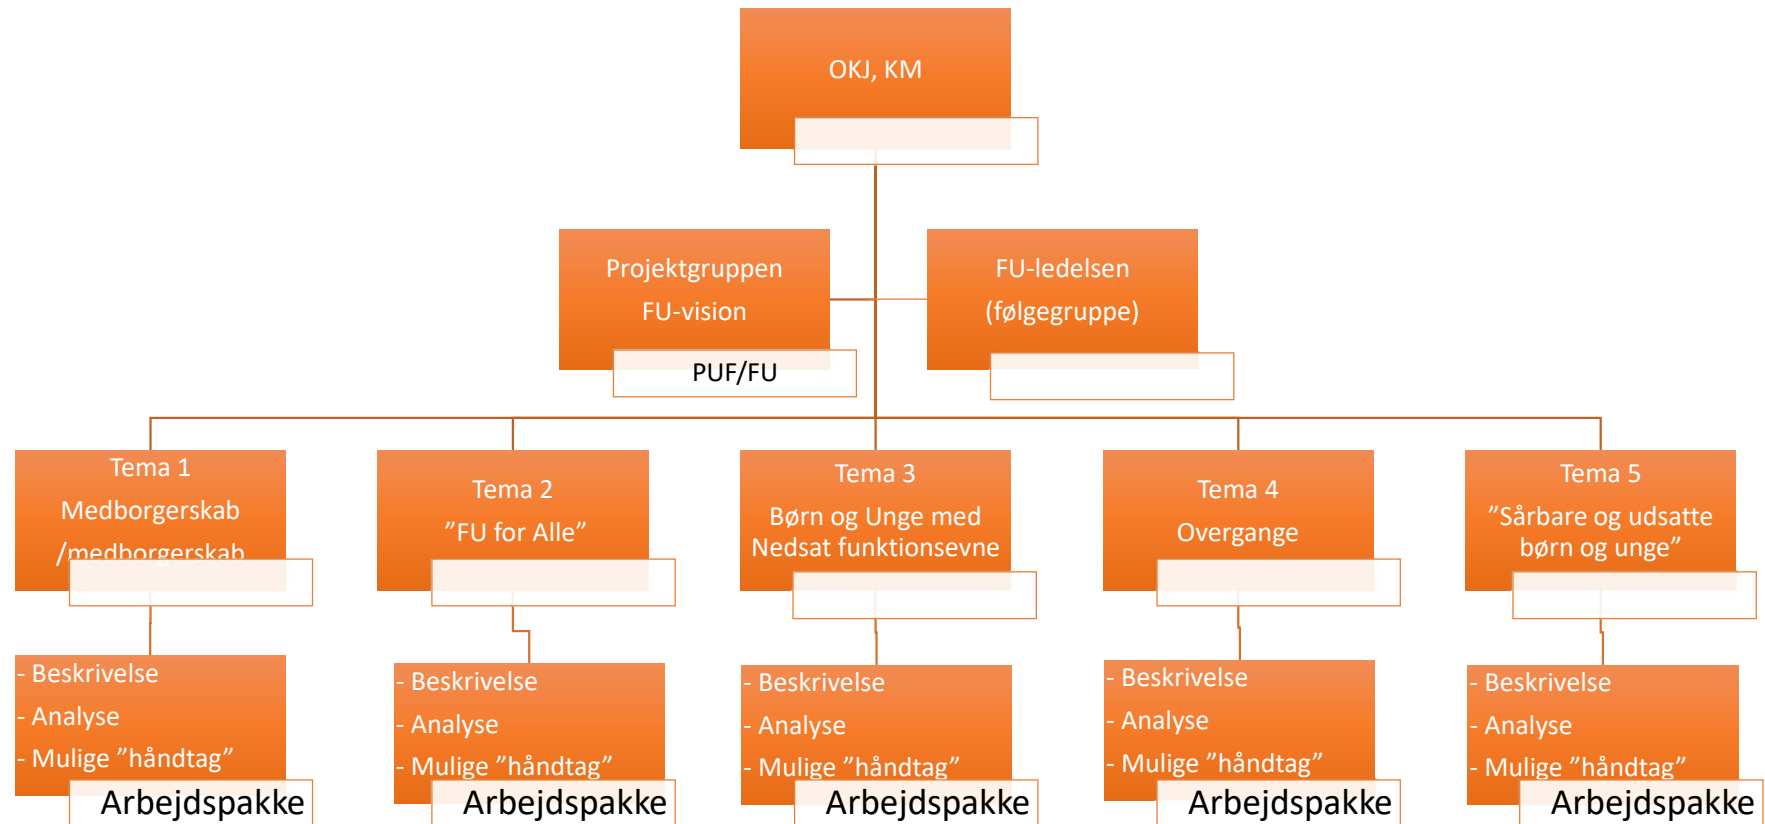 OKJ, KM
Projektgruppen
FU-vision
PUF/FU
FU-ledelsen
(følgegruppe)
Tema 1
Medborgerskab
/medborgerskab
Tema 2
”FU for Alle”
Tema 3
Børn og Unge med
Nedsat funktionsevne
Tema 4
Overgange
Tema 5
”Sårbare og udsatte
børn og unge”
- Beskrivelse
- Analyse
- Mulige ”håndtag”
Arbejdspakke
- Beskrivelse
- Analyse
- Mulige ”håndtag”
Arbejdspakke
- Beskrivelse
- Analyse
- Mulige ”håndtag”
Arbejdspakke
- Beskrivelse
- Analyse
- Mulige ”håndtag”
Arbejdspakke
- Beskrivelse
- Analyse
- Mulige ”håndtag”
Arbejdspakke